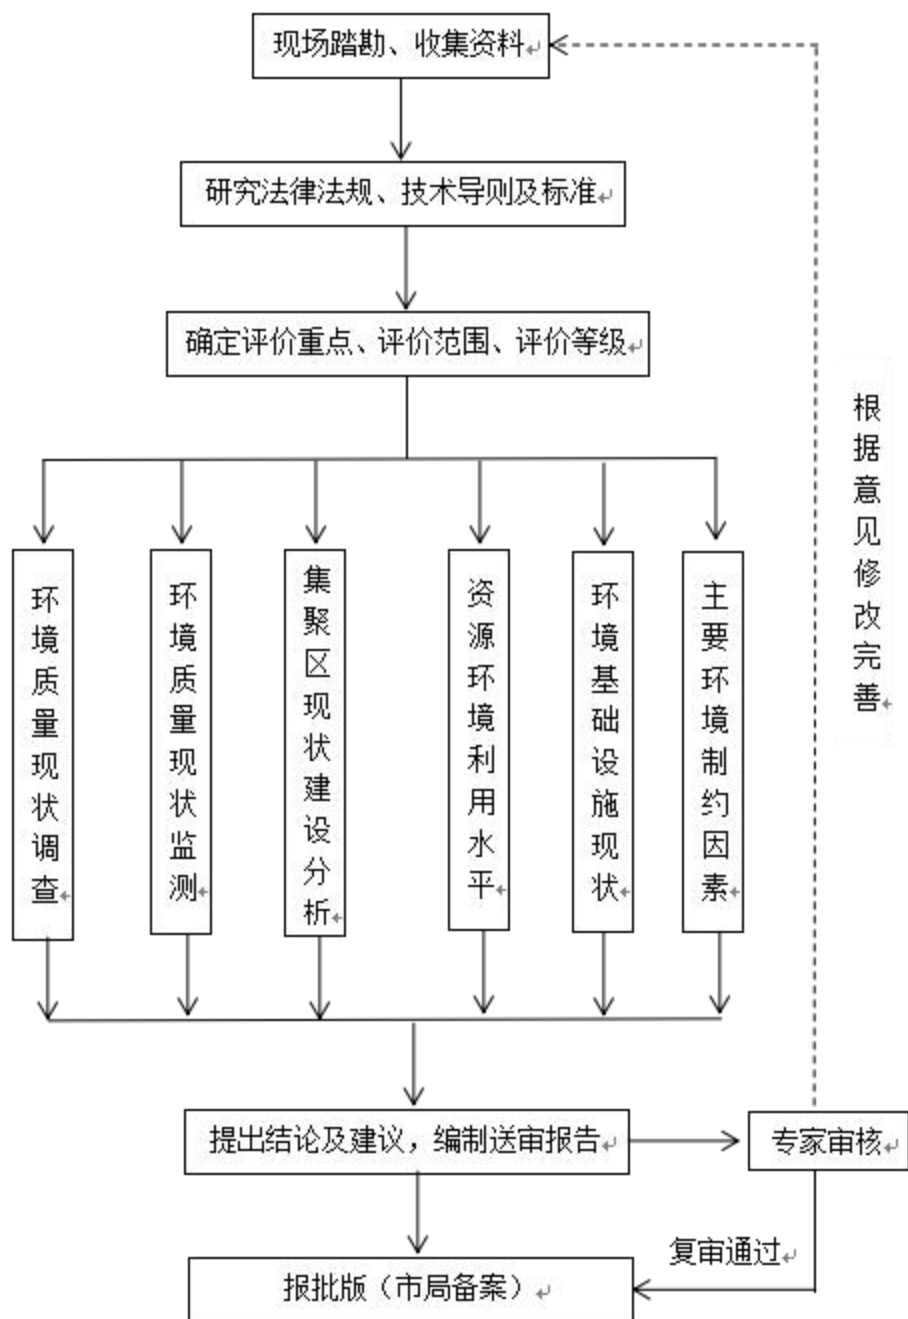 现场踏勘、收集资料
研究法律法规、技术导则及标准
确定评价重点、评价范围、评价等级
环境质量现状调查
环境质量现状监测
集聚区现状建设分析
资源环境利用水平
环境基础设施现状
主要环境制约因素
根据意见修改完善
提出结论及建议，编制送审报告
专家审核
复审通过
报批版（市局备案）